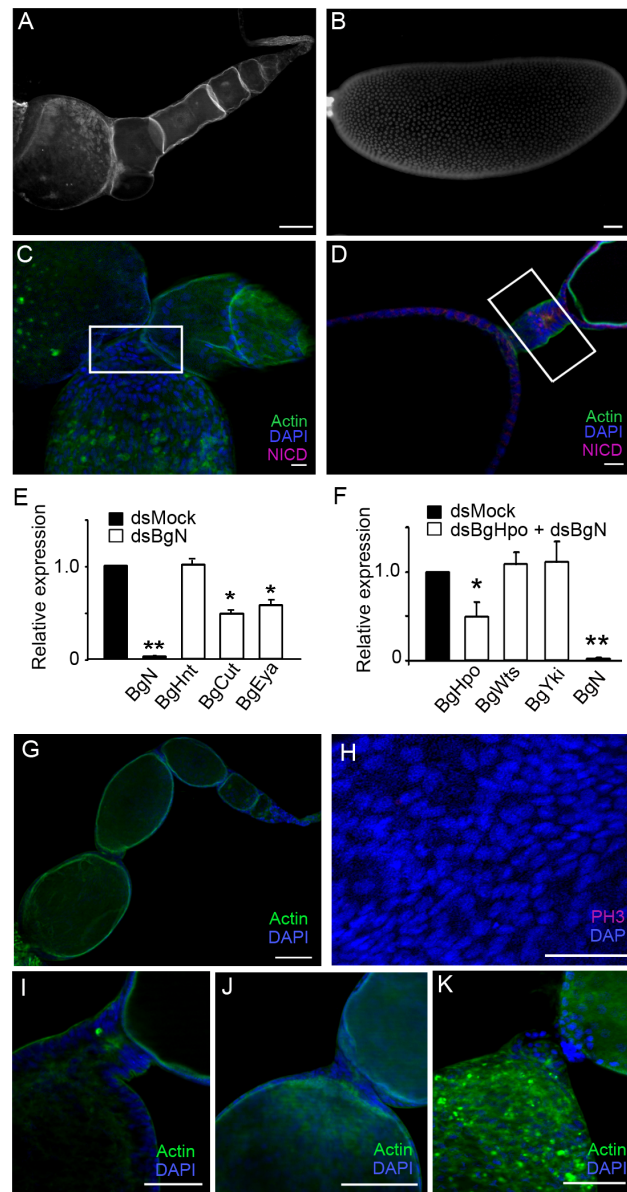 A
B
C
Actin
DAPI
NICD
D
Actin
DAPI
NICD
E
dsMock
dsBgN
Relative expression
1.0
0
**
*
*
BgN
BgHnt
BgCut
BgEya
F
dsMock
dsBgHpo + dsBgN
Relative expression
1.0
0
*
**
BgHpo
BgWts
BgYki
BgN
G
Actin
DAPI
H
PH3
DAP
I
Actin
DAPI
J
Actin
DAPI
K
Actin
DAPI